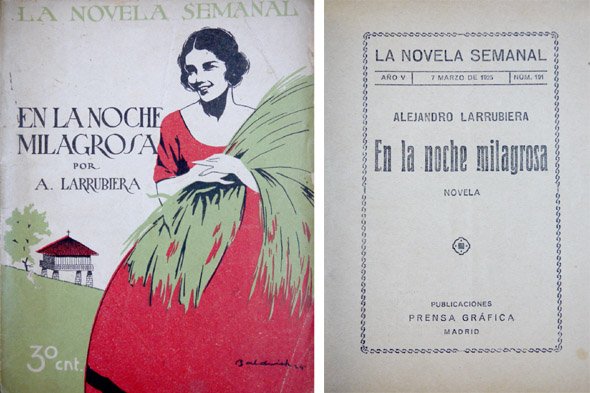 LA NOVELA SEMANAL
EN LA NOCHE
MILAGROSA
POR
A. LARRUBIERA
30 cnt.
LA NOVELA SEMANAL
AÑO V 7 MARZO DE 1925 NÚM. 191
ALEJANDRO LARRUBIERA
En la noche milagrosa
NOVELA
PUBLICACIONES
PRENSA GRÁFICA
MADRID